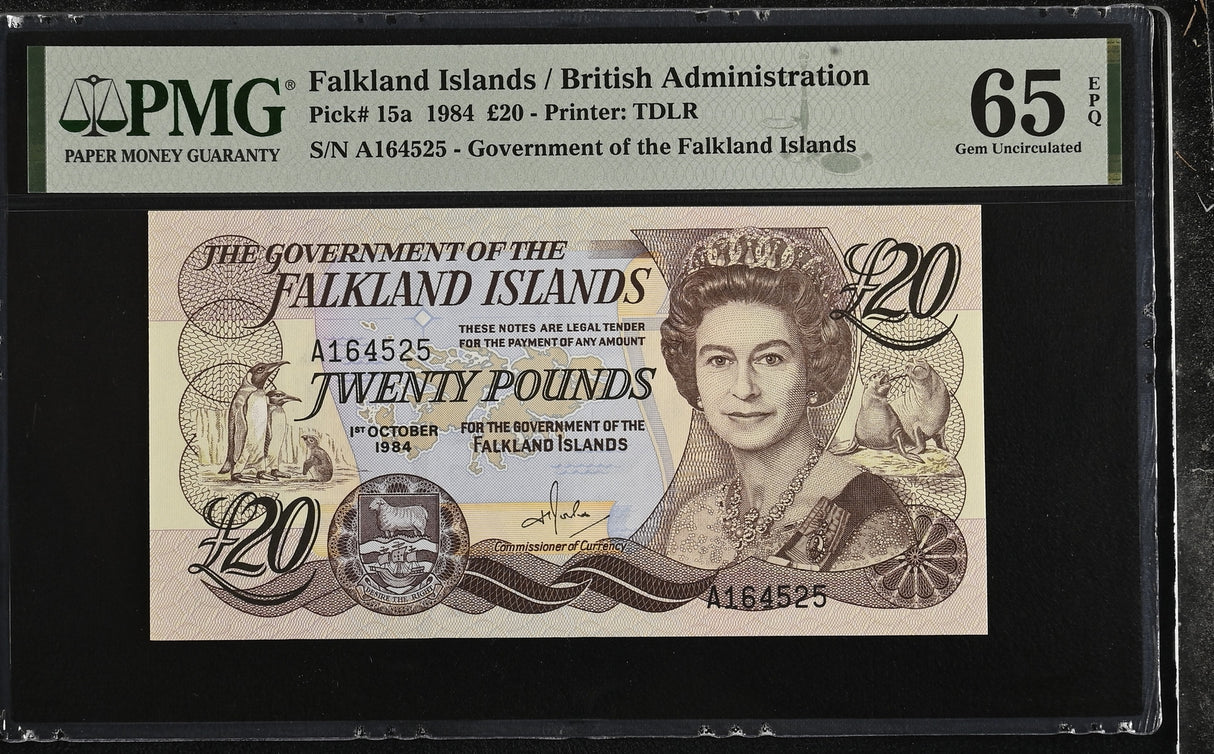 PMG®
PAPER MONEY GUARANTY
Falkland Islands / British Administration
Pick# 15a 1984 £20 - Printer: TDLR
S/N A164525 - Government of the Falkland Islands
65
EPQ
Gem Uncirculated
THE GOVERNMENT OF THE
FALKLAND ISLANDS
£20
THESE NOTES ARE LEGAL TENDER
FOR THE PAYMENT OF ANY AMOUNT
A164525
TWENTY POUNDS
1ST OCTOBER
1984
FOR THE GOVERNMENT OF THE
FALKLAND ISLANDS
£20
Commissioner of Currency
DESIRE THE RIGHT
A164525